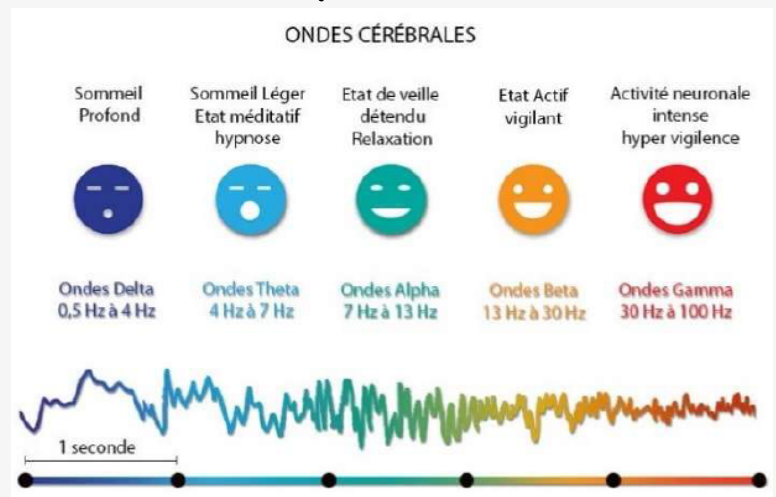 ONDES CÉRÉBRALES
Sommeil
Profond
Sommeil Léger
Etat méditatif
hypnose
Etat de veille
détendu
Relaxation
Etat Actif
vigilant
Activité neuronale
intense
hyper vigilence
Ondes Delta
0,5 Hz à 4 Hz
Ondes Theta
4 Hz à 7 Hz
Ondes Alpha
7 Hz à 13 Hz
Ondes Beta
13 Hz à 30 Hz
Ondes Gamma
30 Hz à 100 Hz
1 seconde